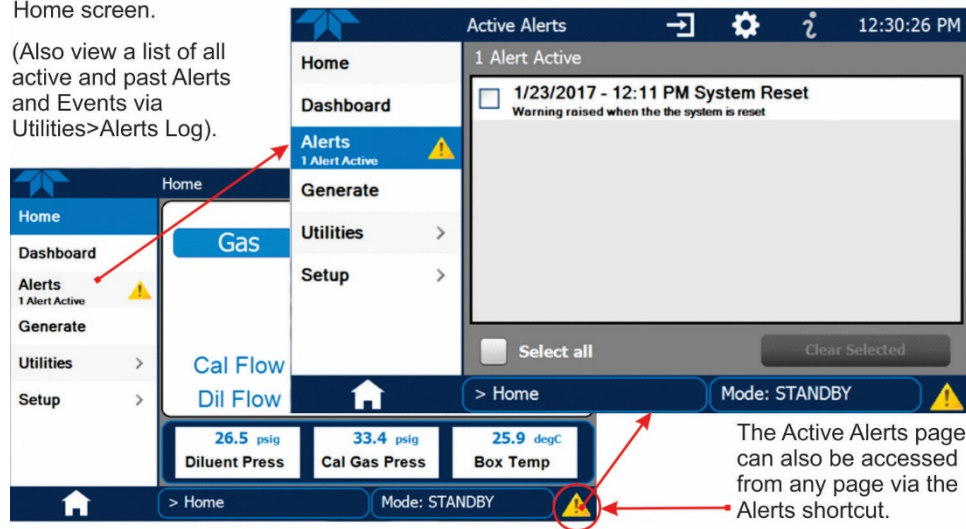 Home screen.
(Also view a list of all
active and past Alerts
and Events via
Utilities>Alerts Log).
Active Alerts
12:30:26 PM
Home
Dashboard
Alerts
1 Alert Active
Generate
Utilities >
Setup >
1 Alert Active
1/23/2017 - 12:11 PM System Reset
Warning raised when the the system is reset
Select all
Clear Selected
> Home
Mode: STANDBY
Home
Home
Dashboard
Alerts
1 Alert Active
Generate
Utilities >
Setup >
Gas
Cal Flow
Dil Flow
26.5 psig
Diluent Press
33.4 psig
Cal Gas Press
25.9 degC
Box Temp
> Home
Mode: STANDBY
The Active Alerts page
can also be accessed
from any page via the
Alerts shortcut.